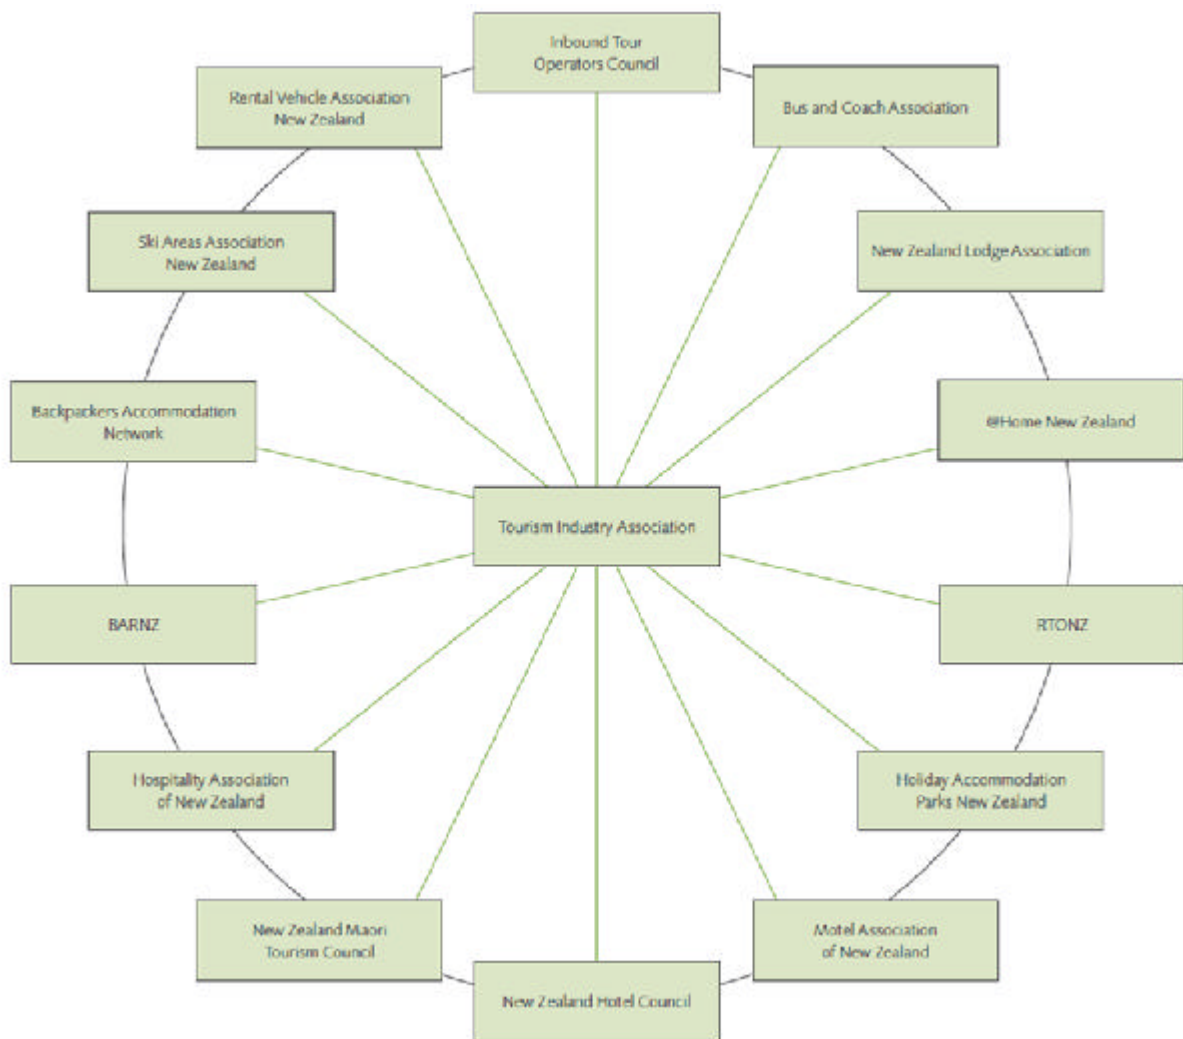 Inbound Tour
Operators Council
Rental Vehicle Association
New Zealand
Bus and Coach Association
Ski Areas Association
New Zealand
New Zealand Lodge Association
Backpackers Accommodation
Network
@Home New Zealand
Tourism Industry Association
BARNZ
RTONZ
Hospitality Association
of New Zealand
Holiday Accommodation
Parks New Zealand
New Zealand Maori
Tourism Council
Motel Association
of New Zealand
New Zealand Hotel Council